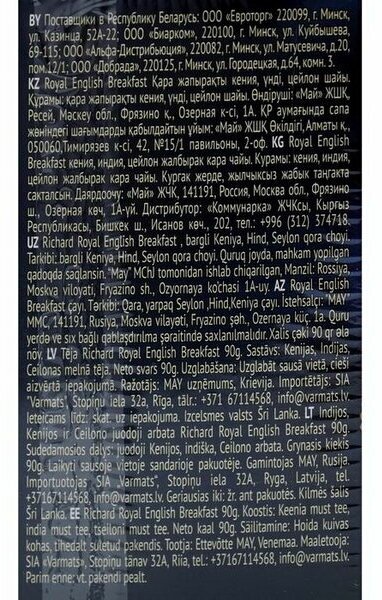 BY Поставщики в Республику Беларусь: ООО «Евроторг» 220099, г. Минск,
ул. Казинца, 52А-22; ООО «Биарком», 220100, г. Минск, ул. Куйбышева,
69-115; ООО «Альфа-Дистрибьюция», 220082, г. Минск, ул. Матусевича, д.20,
пом.12/1; ООО «Добрада», 220125, г. Минск, ул. Городецкая, д.64, комн. 3.
KZ Royal English Breakfast Қара жапырақты кения, үнді, цейлон шайы.
Құрамы: қара жапырақты кения, үнді, цейлон шайы. Өндіруші: «Май» ЖШҚ,
Ресей, Мәскеу обл., Фрязино қ., Озерная к-сі, 1А. ҚР аумағында сапа
жөніндегі шағымдарды қабылдайтын ұйым: «Май» ЖШҚ Өкілдігі, Алматы қ.,
050060,Тимирязев к-сі, 42, №15/1 павильоны, 2-оф. KG Royal English
Breakfast кения, индия, цейлон жалбырак кара чайы. Курамы: кения, индия,
цейлон жалбырак кара чайы. Кургак жерде, жылчыксыз жабык таңгакта
сакталсын. Даярдоочу: «Май» ЖЧК, 141191, Россия, Москва обл., Фрязино
ш., Озерная көч, 1А-үй. Дистрибутор: «Коммунарка» ЖЧКсы, Кыргыз
Республикасы, Бишкек ш., Исанов көч., 202, тел.: +996 (312) 374718.
UZ Richard Royal English Breakfast , bargli Keniya, Hind, Seylon qora choyi.
Tarkibi: bargli Keniya, Hind, Seylon qora choyi. Quruq joyda, mahkam yopilgan
qadoqda saqlansin. "May" MChJ tomonidan ishlab chiqarilgan, Manzil: Rossiya,
Moskva viloyati, Fryazino sh., Ozyornaya ko'chasi 1A-uy. AZ Royal English
Breakfast çayı. Tərkibi: Qara, yarpaq Seylon ,Hind,Keniya çayı. İstehsalçı: "MAY"
MMC, 141191, Rusiya, Moskva vilayəti, Fryazino şəh., Ozernaya küç. 1a. Quru
yerdə və sıx bağlı qablaşdırılma şəraitində saxlanılmalıdır. Xalis çəki 90 qr əla
növ. LV Tēja Richard Royal English Breakfast 90g. Sastāvs: Kenijas, Indijas,
Ceilonas melnā tēja. Neto svars 90g. Uzglabāšana: Uzglabāt sausā vietā, cieši
aizvērtā iepakojumā. Ražotājs: MAY uzņēmums, Krievija. Importētājs: SIA
"Varmats", Stopiņu iela 32a, Rīga, tālr.: +371 67114568, info@varmats.lv.
Ieteicams līdz: skat. uz iepakojuma. Izcelsmes valsts Šri Lanka. LT Indijos,
Kenijos ir Ceilono juodoji arbata Richard Royal English Breakfast 90g.
Sudedamosios dalys: juodoji Kenijos, indiška, Ceilono arbata. Grynasis kiekis
90g. Laikyti sausoje vietoje sandarioje pakuotėje. Gamintojas MAY, Rusija.
Importuotojas SIA "Varmats", Stopiņu iela 32A, Ryga, Latvija, tel.
+37167114568, info@varmats.lv. Geriausias iki: žr. ant pakuotės. Kilmės šalis
Šri Lanka. EE Richard Royal English Breakfast 90g. Koostis: Keenia must tee,
india must tee, tseiloni must tee. Neto kaal 90g. Säilitamine: Hoida kuivas
kohas, tihedalt suletud pakendis. Tootja: Ettevõtte MAY, Venemaa. Maaletooja:
SIA «Varmats», Stopiņu tänav 32A, Riia, tel.: +37167114568, info@varmats.lv.
Parim enne: vt. pakendi pealt.